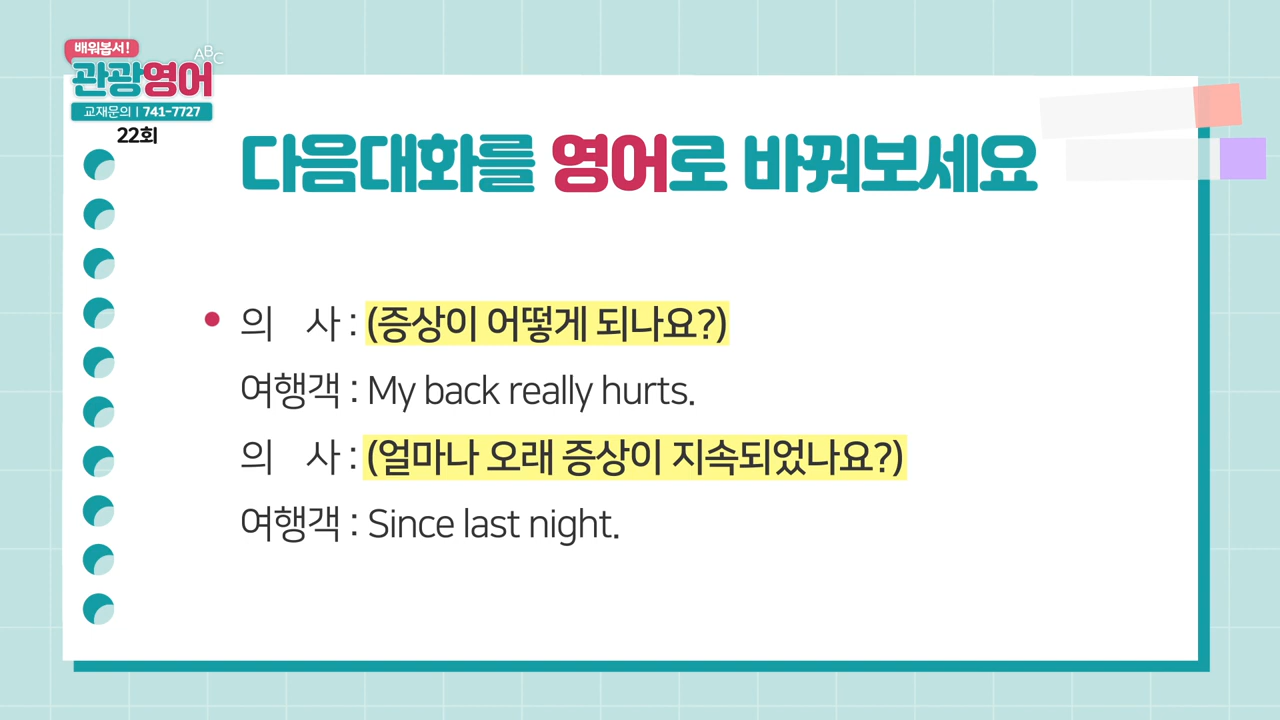 배워봅서!
ABC
관광영어
교재문의 | 741-7727
22회
다음대화를 영어로 바꿔보세요
의 사 : (증상이 어떻게 되나요?)
여행객 : My back really hurts.
의 사 : (얼마나 오래 증상이 지속되었나요?)
여행객 : Since last night.